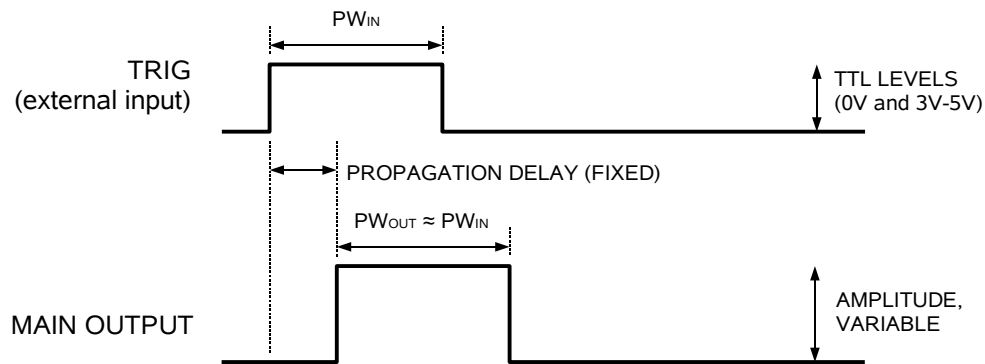 PWIN
TRIG
(external input)
TTL LEVELS
(0V and 3V-5V)
PROPAGATION DELAY (FIXED)
PWOUT ≈ PWIN
MAIN OUTPUT
AMPLITUDE,
VARIABLE